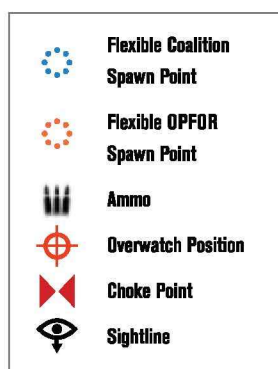 Flexible Coalition
Spawn Point
Flexible OPFOR
Spawn Point
Ammo
Overwatch Position
Choke Point
Sightline